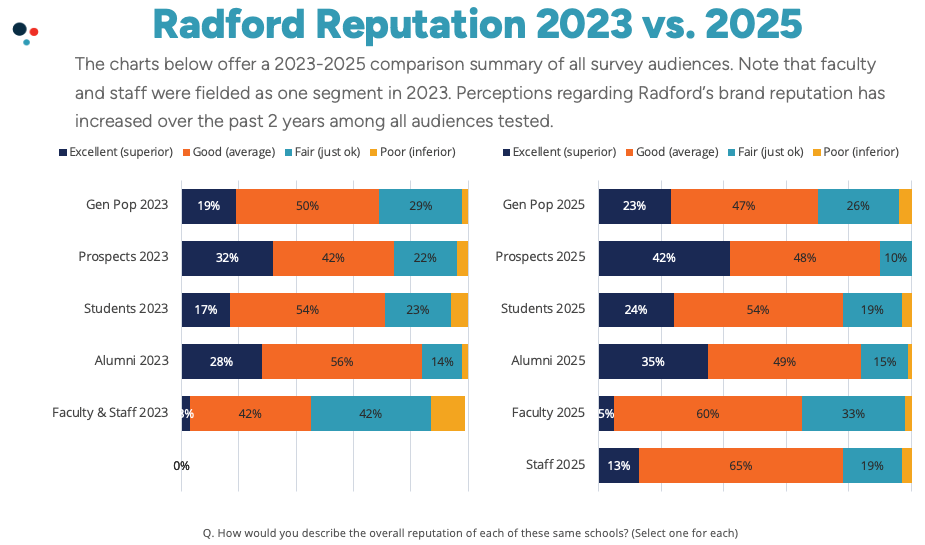 Radford Reputation 2023 vs. 2025
The charts below offer a 2023-2025 comparison summary of all survey audiences. Note that faculty
and staff were fielded as one segment in 2023. Perceptions regarding Radford's brand reputation has
increased over the past 2 years among all audiences tested.
Excellent (superior) Good (average) Fair (just ok) Poor (inferior)
Gen Pop 2023 19% 50% 29%
Prospects 2023 32% 42% 22%
Students 2023 17% 54% 23%
Alumni 2023 28% 56% 14%
Faculty & Staff 2023 3% 42% 42%
0%
Excellent (superior) Good (average) Fair (just ok) Poor (inferior)
Gen Pop 2025 23% 47% 26%
Prospects 2025 42% 48% 10%
Students 2025 24% 54% 19%
Alumni 2025 35% 49% 15%
Faculty 2025 5% 60% 33%
Staff 2025 13% 65% 19%
Q. How would you describe the overall reputation of each of these same schools? (Select one for each)